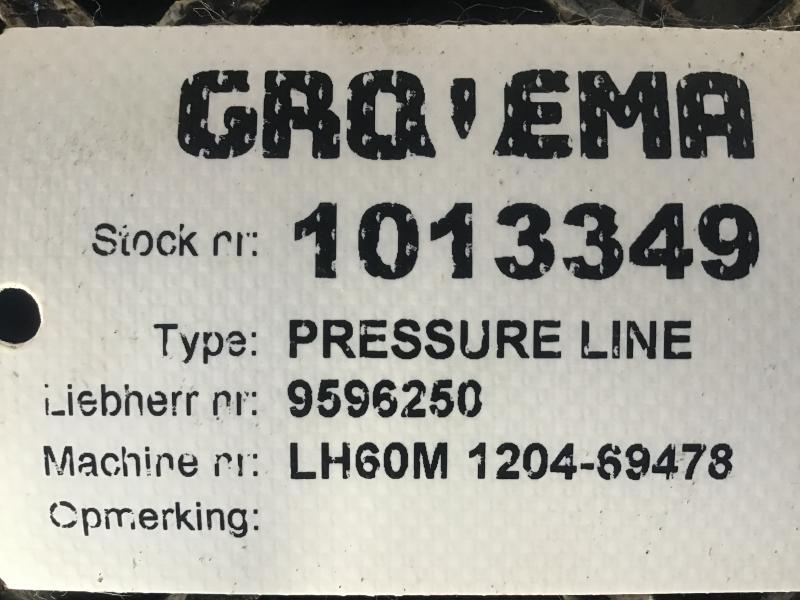 GRO'EMA
Stock nr: 1013349
Type: PRESSURE LINE
Liebherr nr: 9596250
Machine nr: LH60M 1204-69478
Opmerking: